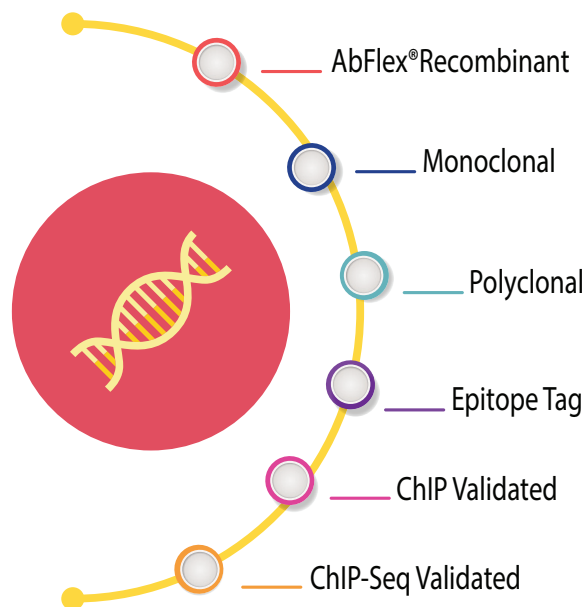 AbFlex®Recombinant
Monoclonal
Polyclonal
Epitope Tag
ChIP Validated
ChIP-Seq Validated